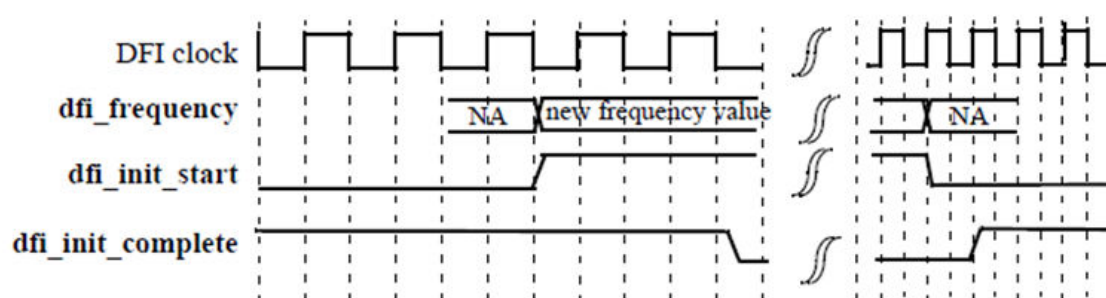 DFI clock
dfi_frequency NA new frequency value NA
dfi_init_start
dfi_init_complete